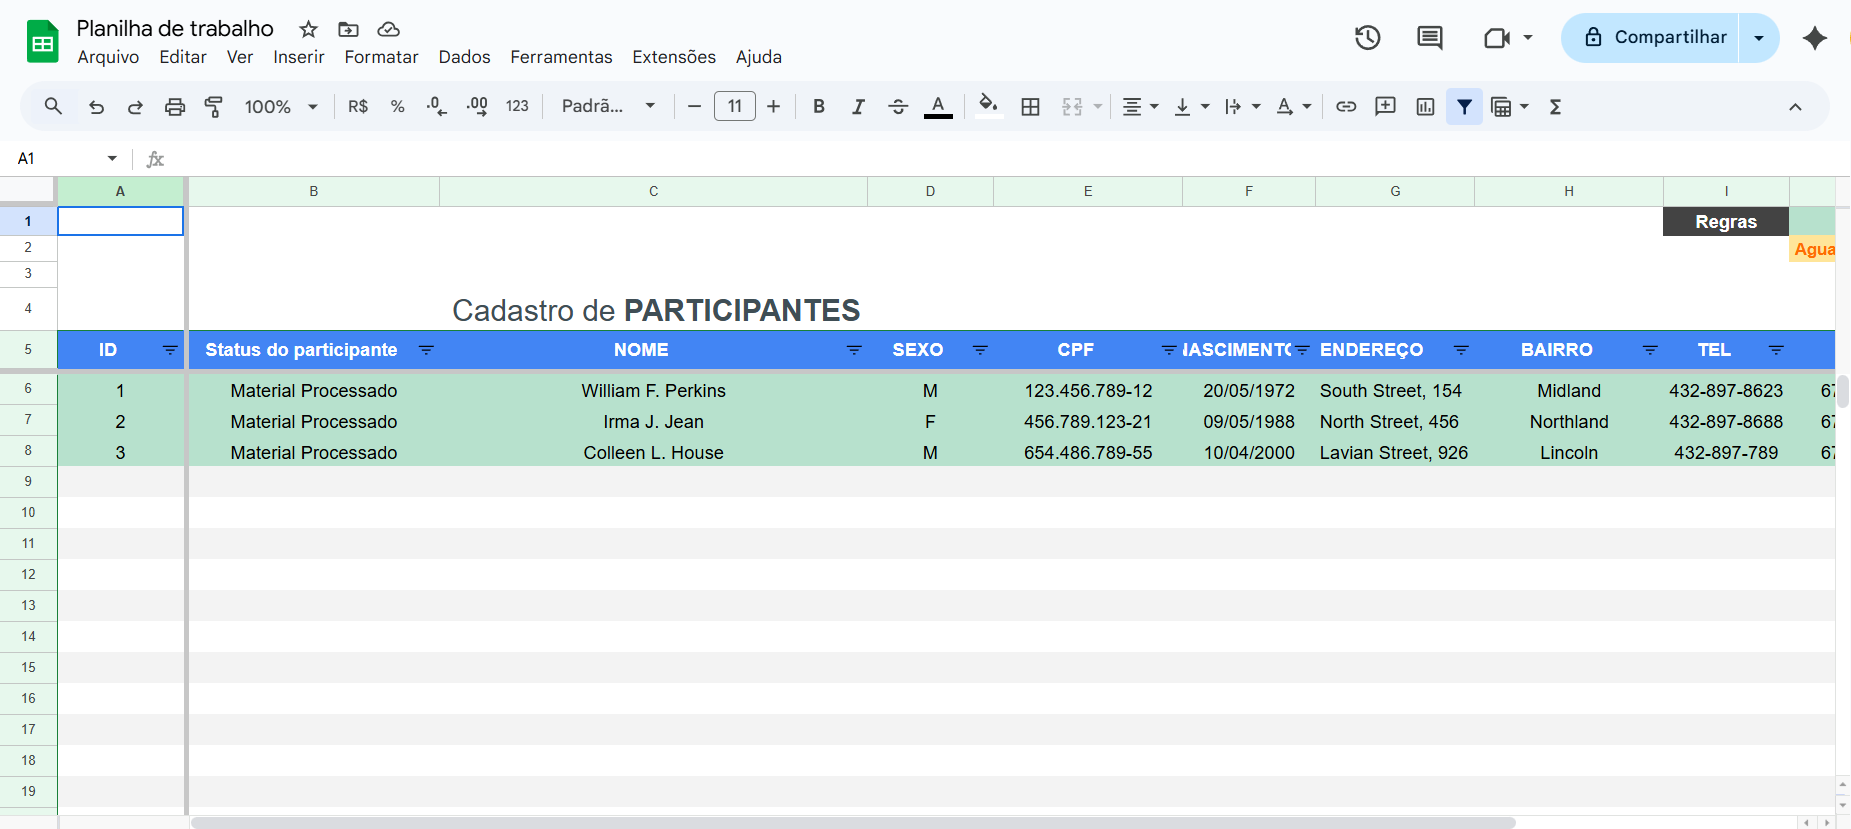 Planilha de trabalho
Arquivo Editar Ver Inserir Formatar Dados Ferramentas Extensões Ajuda
Compartilhar
100% R$ % .0 .00 123 Padrã... 11 B I A Σ
A1 fx
A B C D E F G H I
1 Regras
2 Agua
3
4 Cadastro de PARTICIPANTES
5 ID Status do participante NOME SEXO CPF NASCIMENTO ENDEREÇO BAIRRO TEL
6 1 Material Processado William F. Perkins M 123.456.789-12 20/05/1972 South Street, 154 Midland 432-897-8623 67
7 2 Material Processado Irma J. Jean F 456.789.123-21 09/05/1988 North Street, 456 Northland 432-897-8688 67
8 3 Material Processado Colleen L. House M 654.486.789-55 10/04/2000 Lavian Street, 926 Lincoln 432-897-789 67
9
10
11
12
13
14
15
16
17
18
19